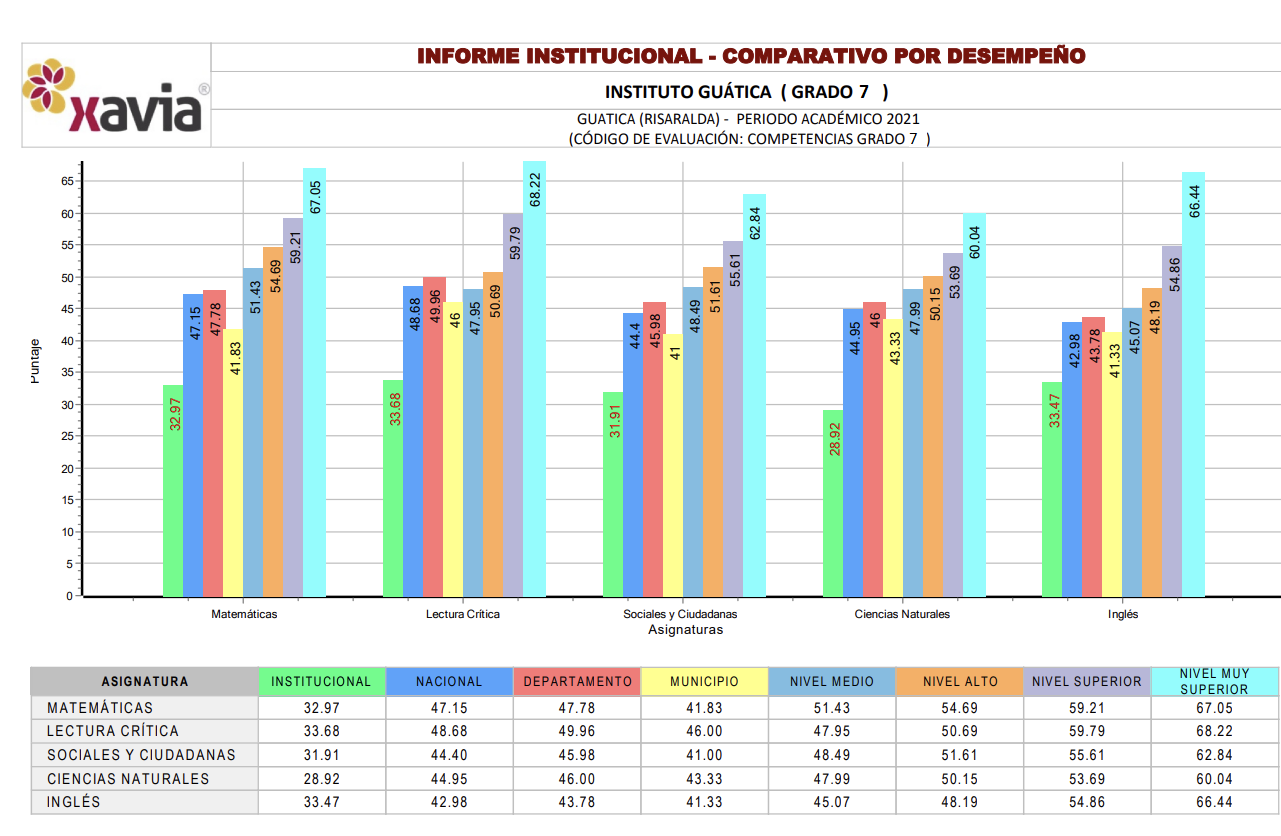 INFORME INSTITUCIONAL - COMPARATIVO POR DESEMPEÑO
xavia®
INSTITUTO GUÁTICA ( GRADO 7 )
GUATICA (RISARALDA) - PERIODO ACADÉMICO 2021
(CÓDIGO DE EVALUACIÓN: COMPETENCIAS GRADO 7 )
Puntaje
65
60
55
50
45
40
35
30
25
20
15
10
5
0
32.97 47.15 47.78 41.83 51.43 54.69 59.21 67.05
33.68 48.68 49.96 46 47.95 50.69 59.79 68.22
31.91 44.4 45.98 41 48.49 51.61 55.61 62.84
28.92 44.95 46 43.33 47.99 50.15 53.69 60.04
33.47 42.98 43.78 41.33 45.07 48.19 54.86 66.44
Matemáticas Lectura Crítica Sociales y Ciudadanas Ciencias Naturales Inglés
Asignaturas
ASIGNATURA INSTITUCIONAL NACIONAL DEPARTAMENTO MUNICIPIO NIVEL MEDIO NIVEL ALTO NIVEL SUPERIOR NIVEL MUY
SUPERIOR
MATEMÁTICAS 32.97 47.15 47.78 41.83 51.43 54.69 59.21 67.05
LECTURA CRÍTICA 33.68 48.68 49.96 46.00 47.95 50.69 59.79 68.22
SOCIALES Y CIUDADANAS 31.91 44.40 45.98 41.00 48.49 51.61 55.61 62.84
CIENCIAS NATURALES 28.92 44.95 46.00 43.33 47.99 50.15 53.69 60.04
INGLÉS 33.47 42.98 43.78 41.33 45.07 48.19 54.86 66.44